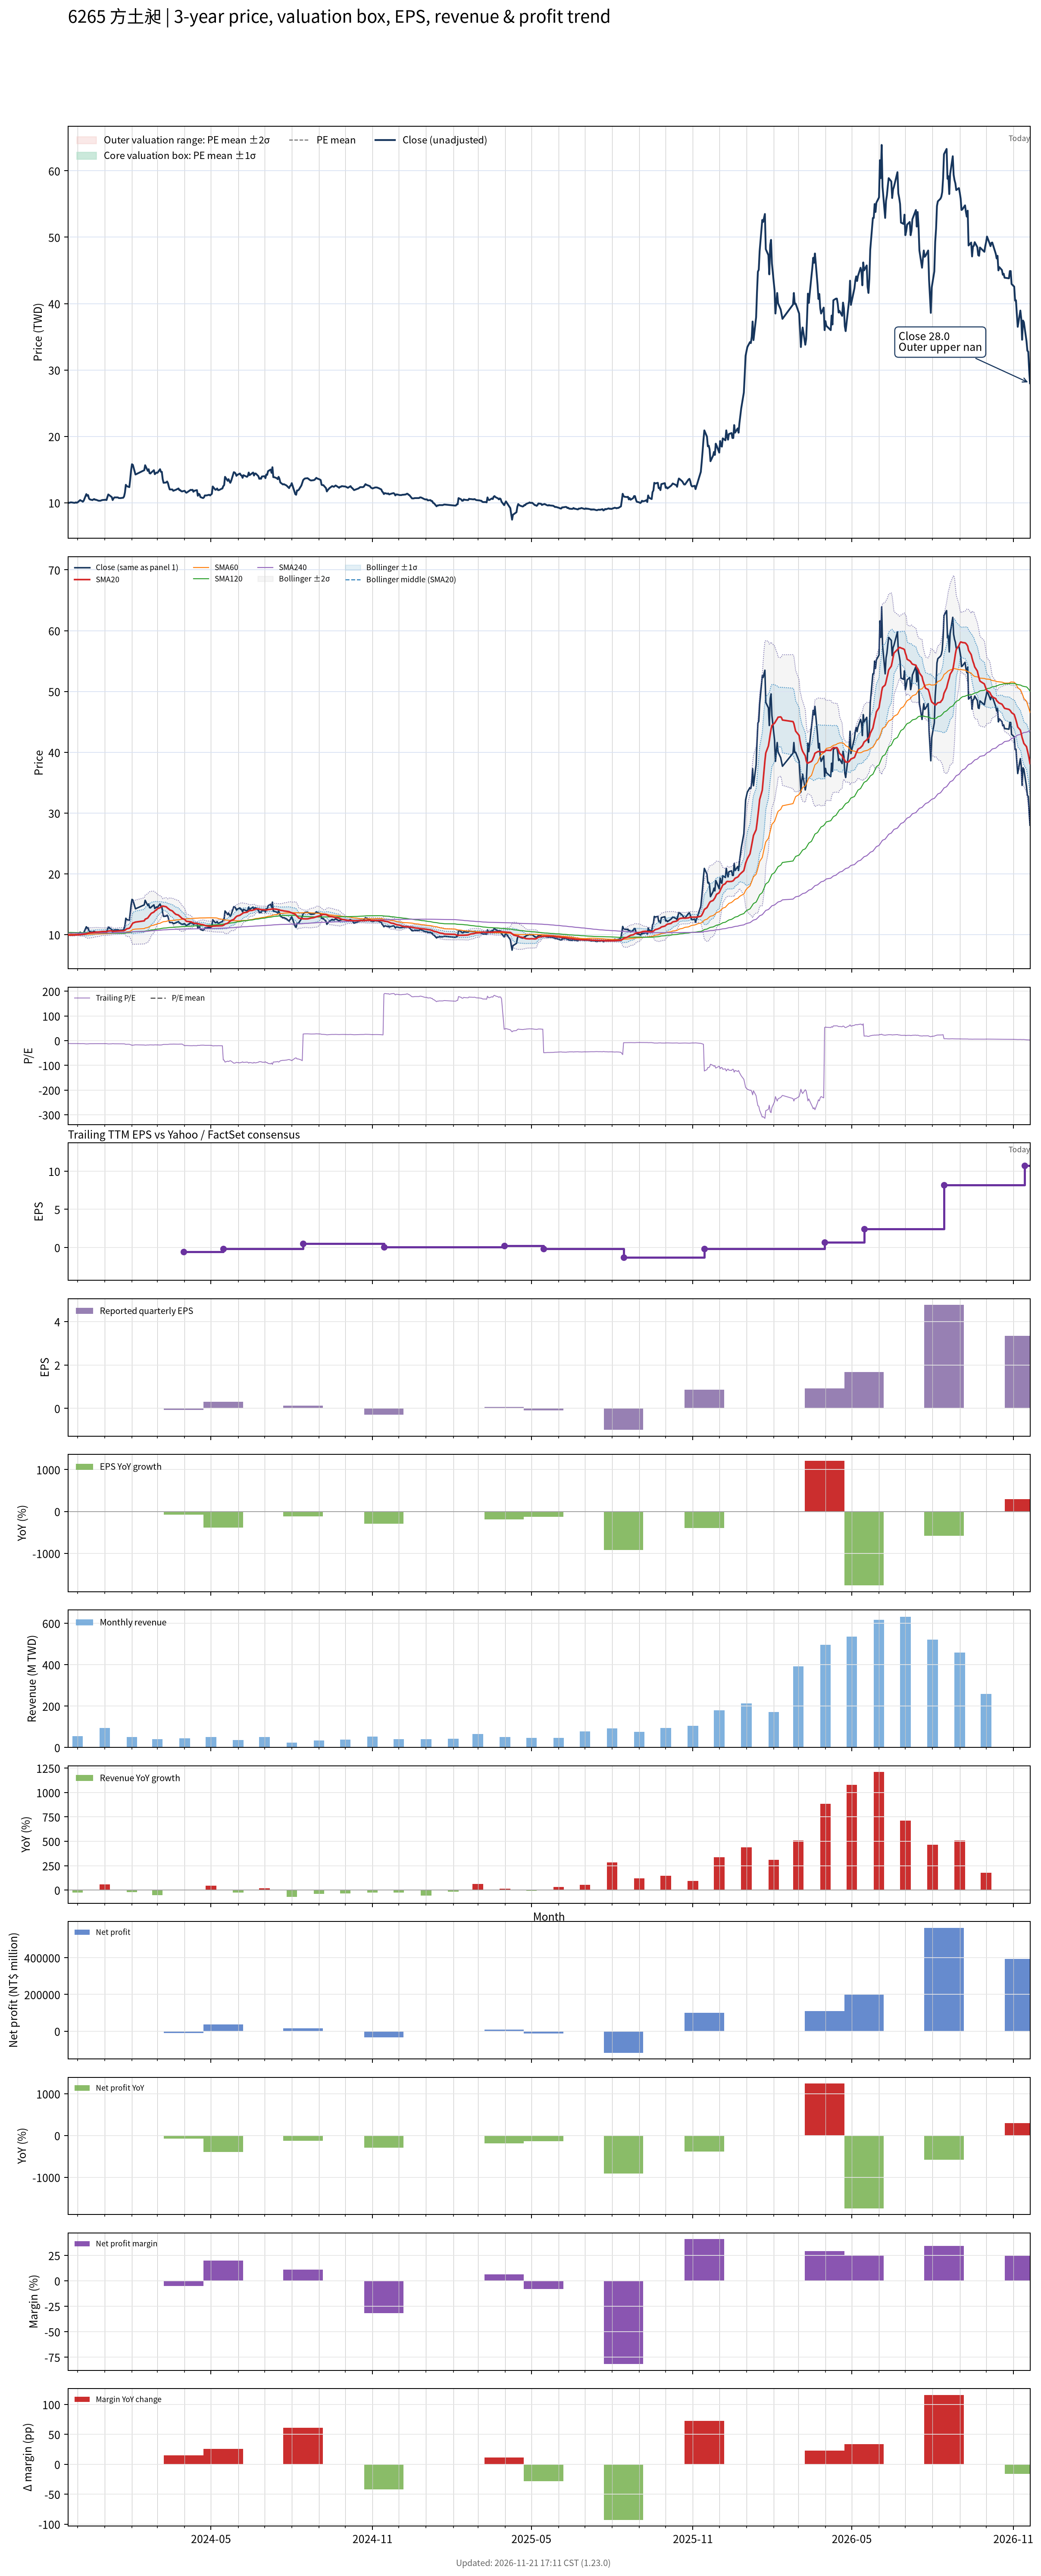 6265 方土昶 | 3-year price, valuation box, EPS, revenue & profit trend
Outer valuation range: PE mean ±2σ
PE mean
Close (unadjusted)
Core valuation box: PE mean ±1σ
Today
60
50
40
30
20
10
Price (TWD)
Close 28.0
Outer upper nan
Close (same as panel 1)
SMA60
SMA240
Bollinger ±1σ
SMA20
SMA120
Bollinger ±2σ
Bollinger middle (SMA20)
70
60
50
40
30
20
10
Price
Trailing P/E
P/E mean
200
100
0
-100
-200
-300
P/E
Trailing TTM EPS vs Yahoo / FactSet consensus
Today
10
5
0
EPS
Reported quarterly EPS
4
2
0
EPS
EPS YoY growth
1000
0
-1000
YoY (%)
Monthly revenue
600
400
200
0
Revenue (M TWD)
Revenue YoY growth
1250
1000
750
500
250
0
YoY (%)
Month
Net profit
400000
200000
0
Net profit (NT$ million)
Net profit YoY
1000
0
-1000
YoY (%)
Net profit margin
25
0
-25
-50
-75
Margin (%)
Margin YoY change
100
50
0
-50
-100
Δ margin (pp)
2024-05
2024-11
2025-05
2025-11
2026-05
2026-11
Updated: 2026-11-21 17:11 CST (1.23.0)